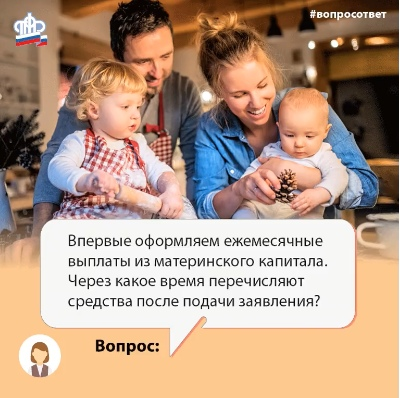 #вопросответ
Впервые оформляем ежемесячные
выплаты из материнского капитала.
Через какое время перечисляют
средства после подачи заявления?
Вопрос: